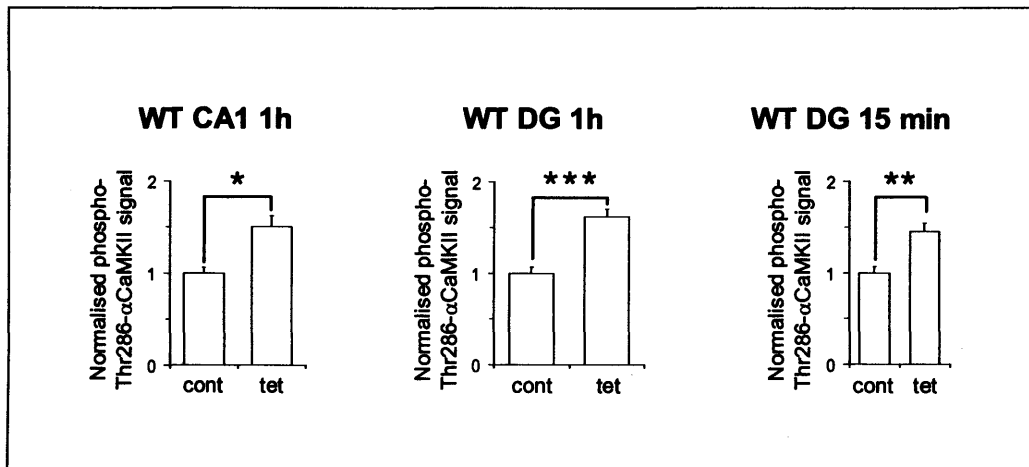 WT CA1 1h
Normalised phospho-
Thr286-αCaMKII signal
2
1
0
*
cont tet
WT DG 1h
Normalised phospho-
Thr286-αCaMKII signal
2
1
0
***
cont tet
WT DG 15 min
Normalised phospho-
Thr286-αCaMKII signal
2
1
0
**
cont tet